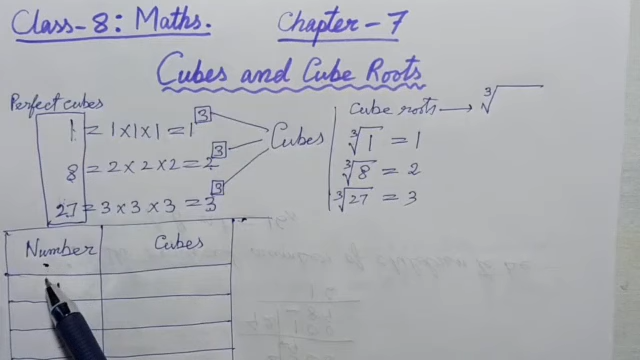 Class-8: Maths. Chapter-7
Cubes and Cube Roots
Perfect cubes
1 = 1×1×1 = 1³
8 = 2×2×2 = 2³
27 = 3×3×3 = 3³
Cubes
Cube roots → ∛
∛1 = 1
∛8 = 2
∛27 = 3
Number Cubes